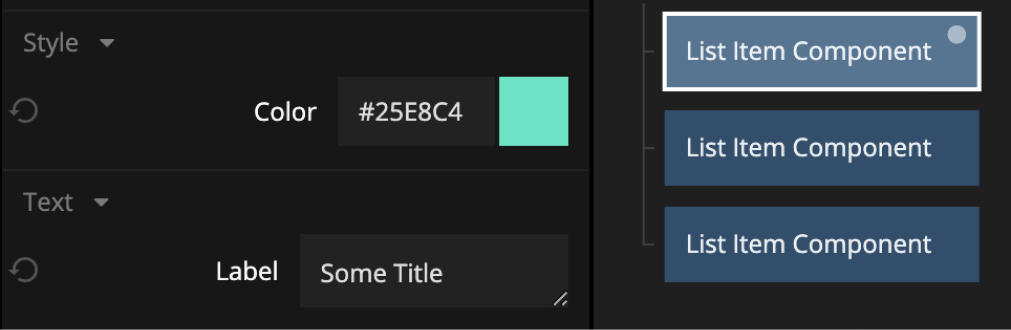 Style
Color #25E8C4
Text
Label Some Title
List Item Component
List Item Component
List Item Component